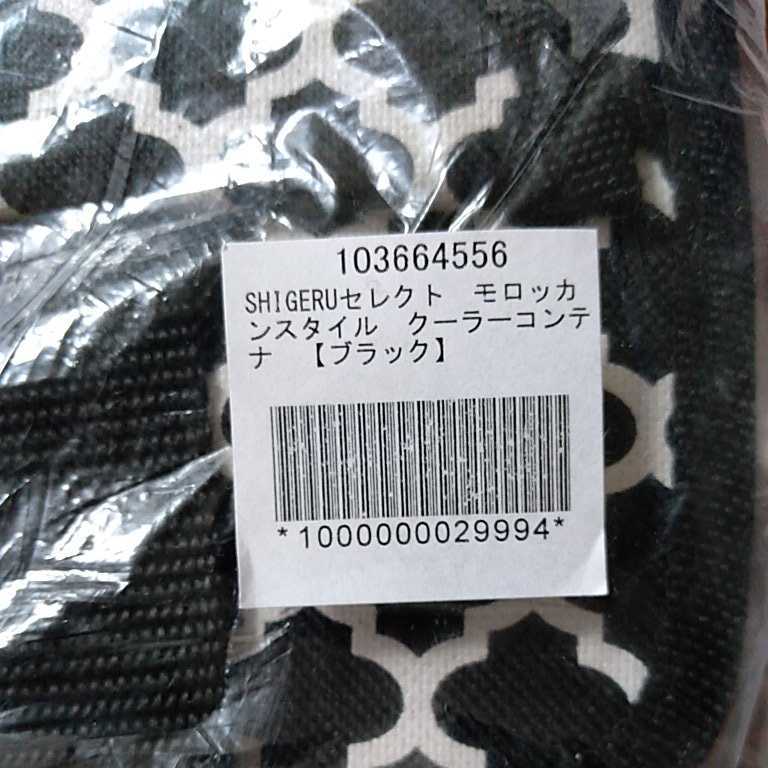 103664556
SHIGERUセレクト　モロッカ
ンスタイル　クーラーコンテ
ナ　【ブラック】
*1000000029994*